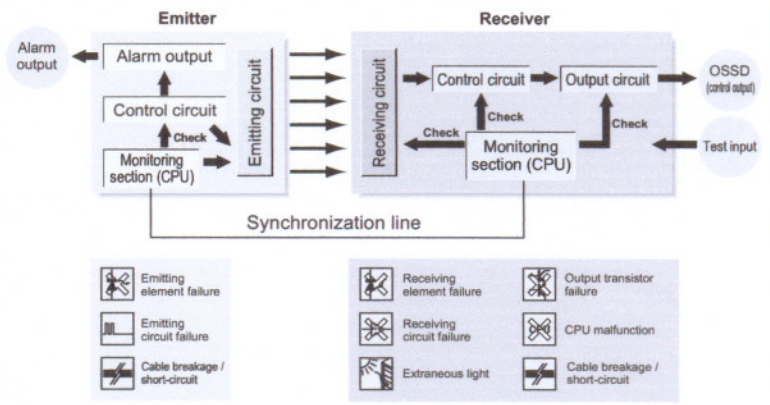 Emitter
Receiver
Alarm
output
Alarm output
Control circuit
Check
Monitoring
section (CPU)
Emitting circuit
Receiving circuit
Control circuit
Output circuit
OSSD
(control output)
Check
Check
Check
Monitoring
section (CPU)
Test input
Synchronization line
Emitting
element failure
Emitting
circuit failure
Cable breakage /
short-circuit
Receiving
element failure
Receiving
circuit failure
Extraneous light
Output transistor
failure
CPU
CPU malfunction
Cable breakage /
short-circuit